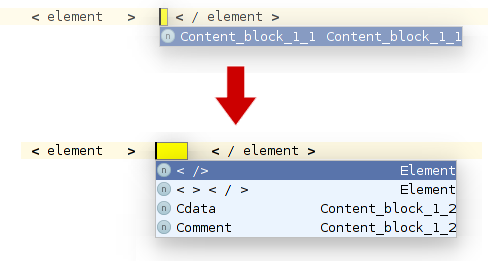 < element > < / element >
n Content_block_1_1 Content_block_1_1
< element > < / element >
n < /> Element
n < > < / > Element
n Cdata Content_block_1_2
n Comment Content_block_1_2